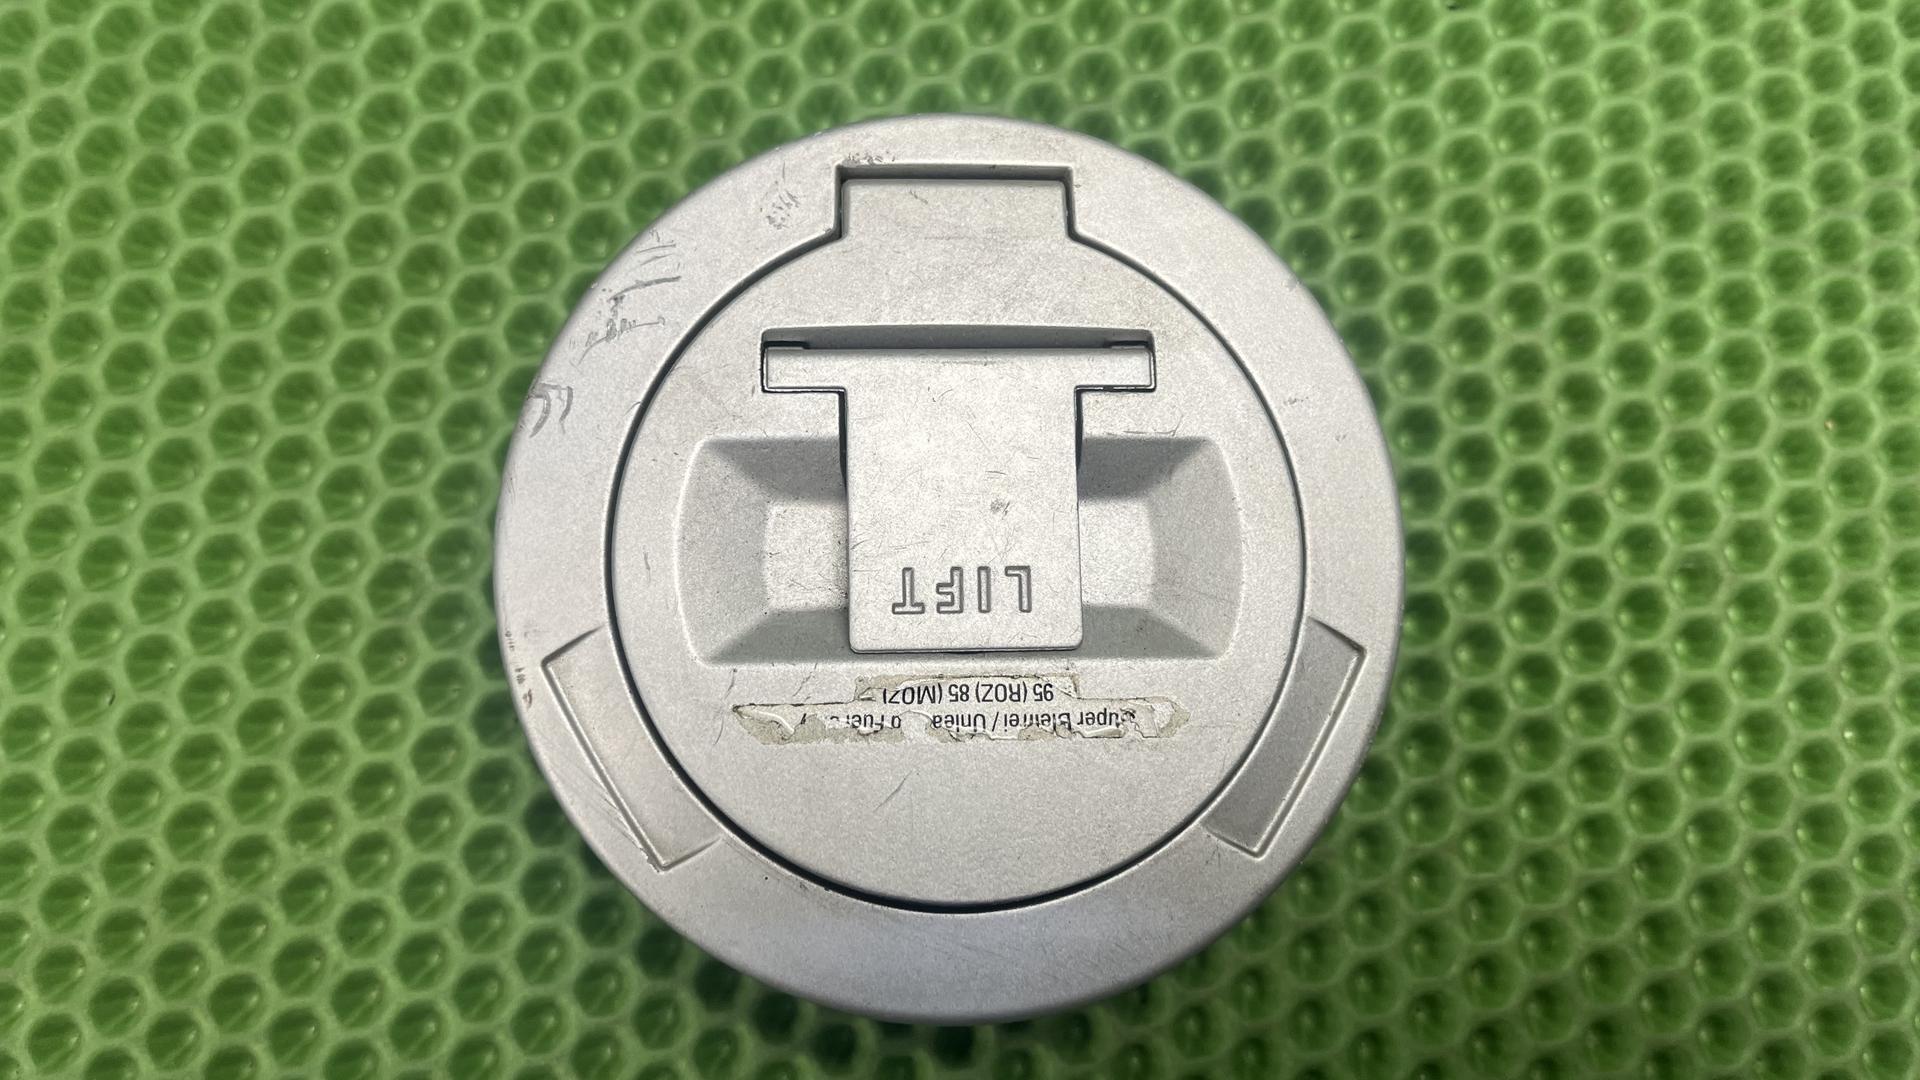 LIFT
95 (ROZ) 85 (MOZ)
Super Bleifrei /